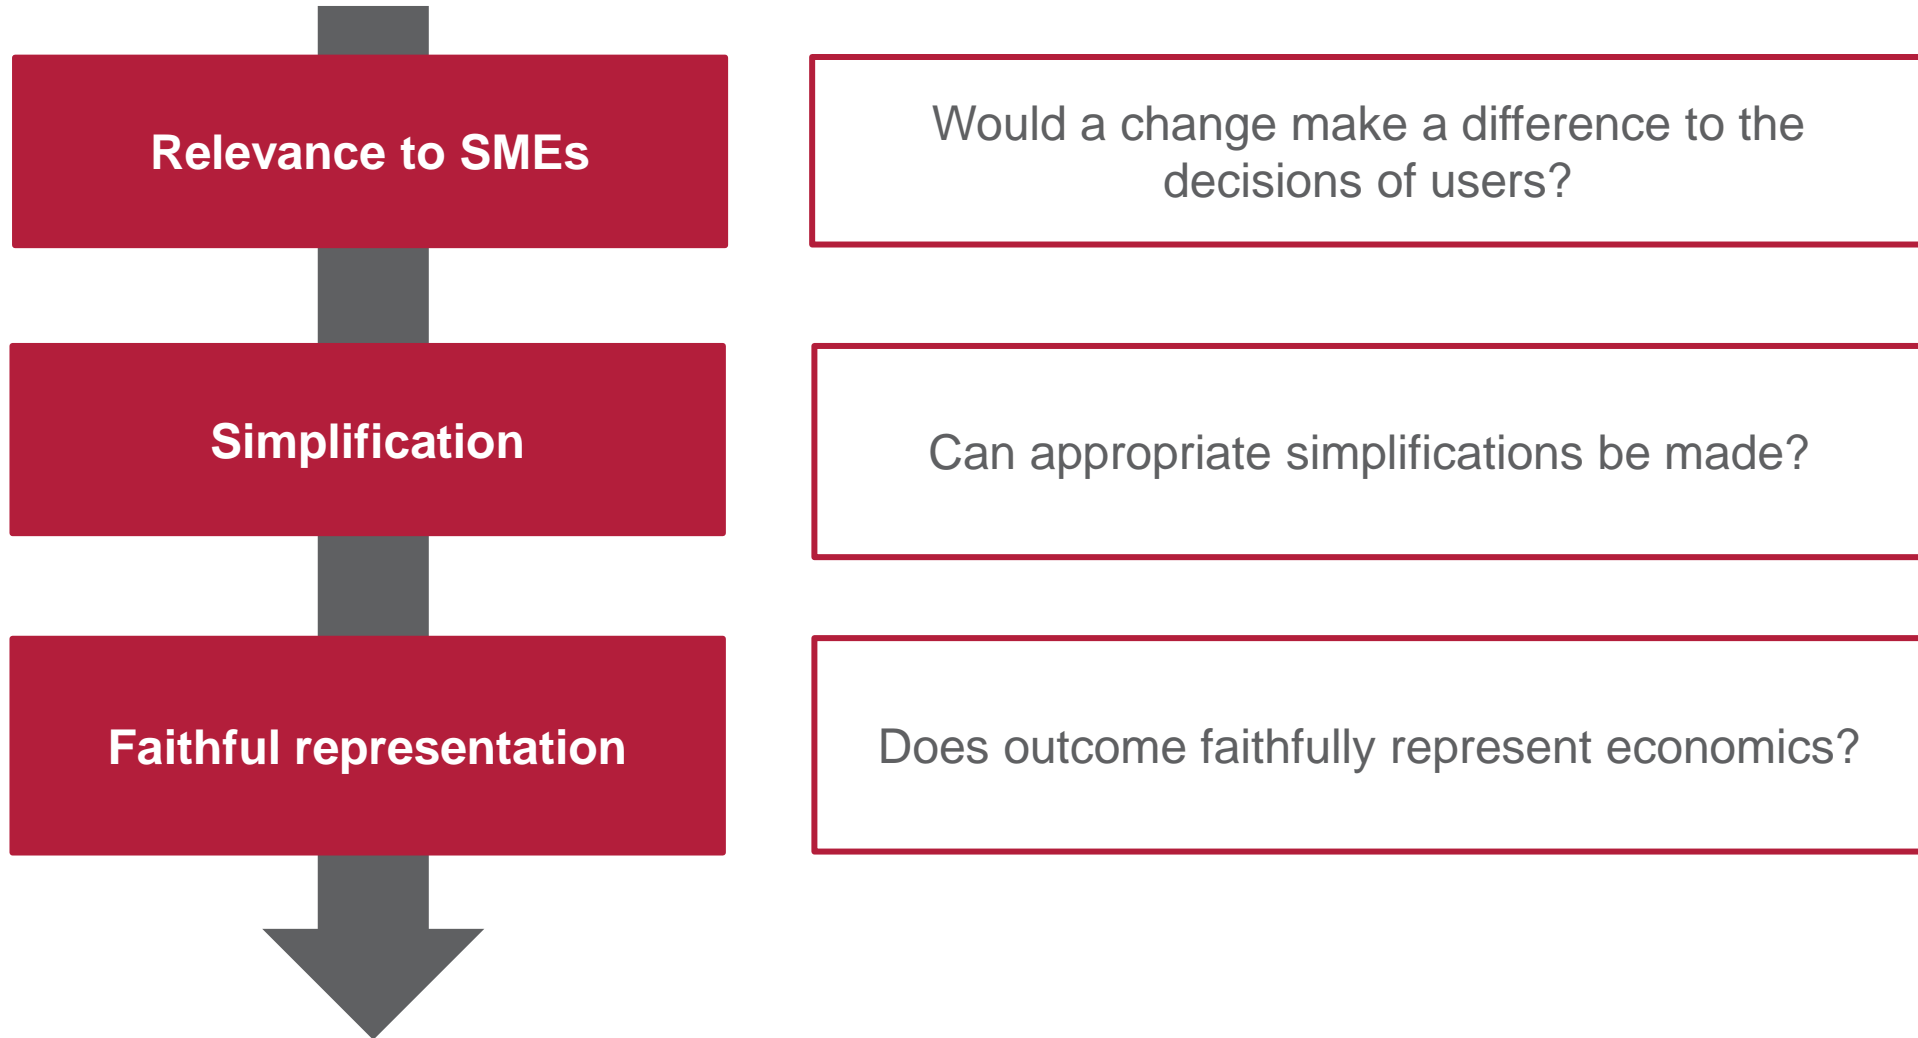 Relevance to SMEs
Would a change make a difference to the
decisions of users?
Simplification
Can appropriate simplifications be made?
Faithful representation
Does outcome faithfully represent economics?